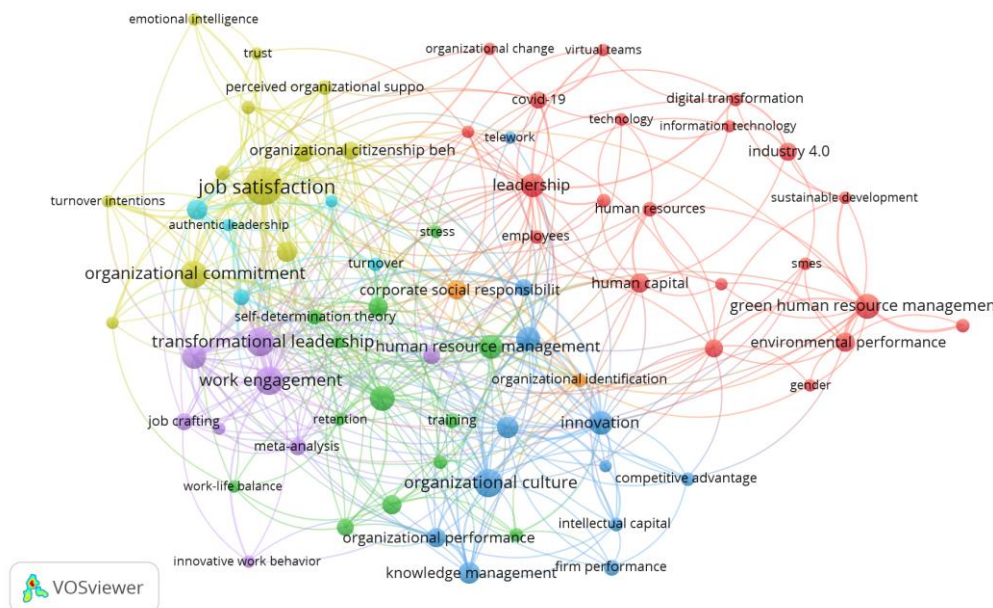 emotional intelligence
organizational change
virtual teams
trust
perceived organizational suppo
covid-19
digital transformation
technology
information technology
telework
organizational citizenship beh
industry 4.0
job satisfaction
leadership
turnover intentions
sustainable development
human resources
authentic leadership
stress
employees
turnover
smes
organizational commitment
corporate social responsibilit
human capital
green human resource managemen
self-determination theory
transformational leadership
human resource management
environmental performance
work engagement
organizational identification
gender
job crafting
retention
training
innovation
meta-analysis
competitive advantage
work-life balance
organizational culture
intellectual capital
organizational performance
innovative work behavior
knowledge management
firm performance
VOSviewer